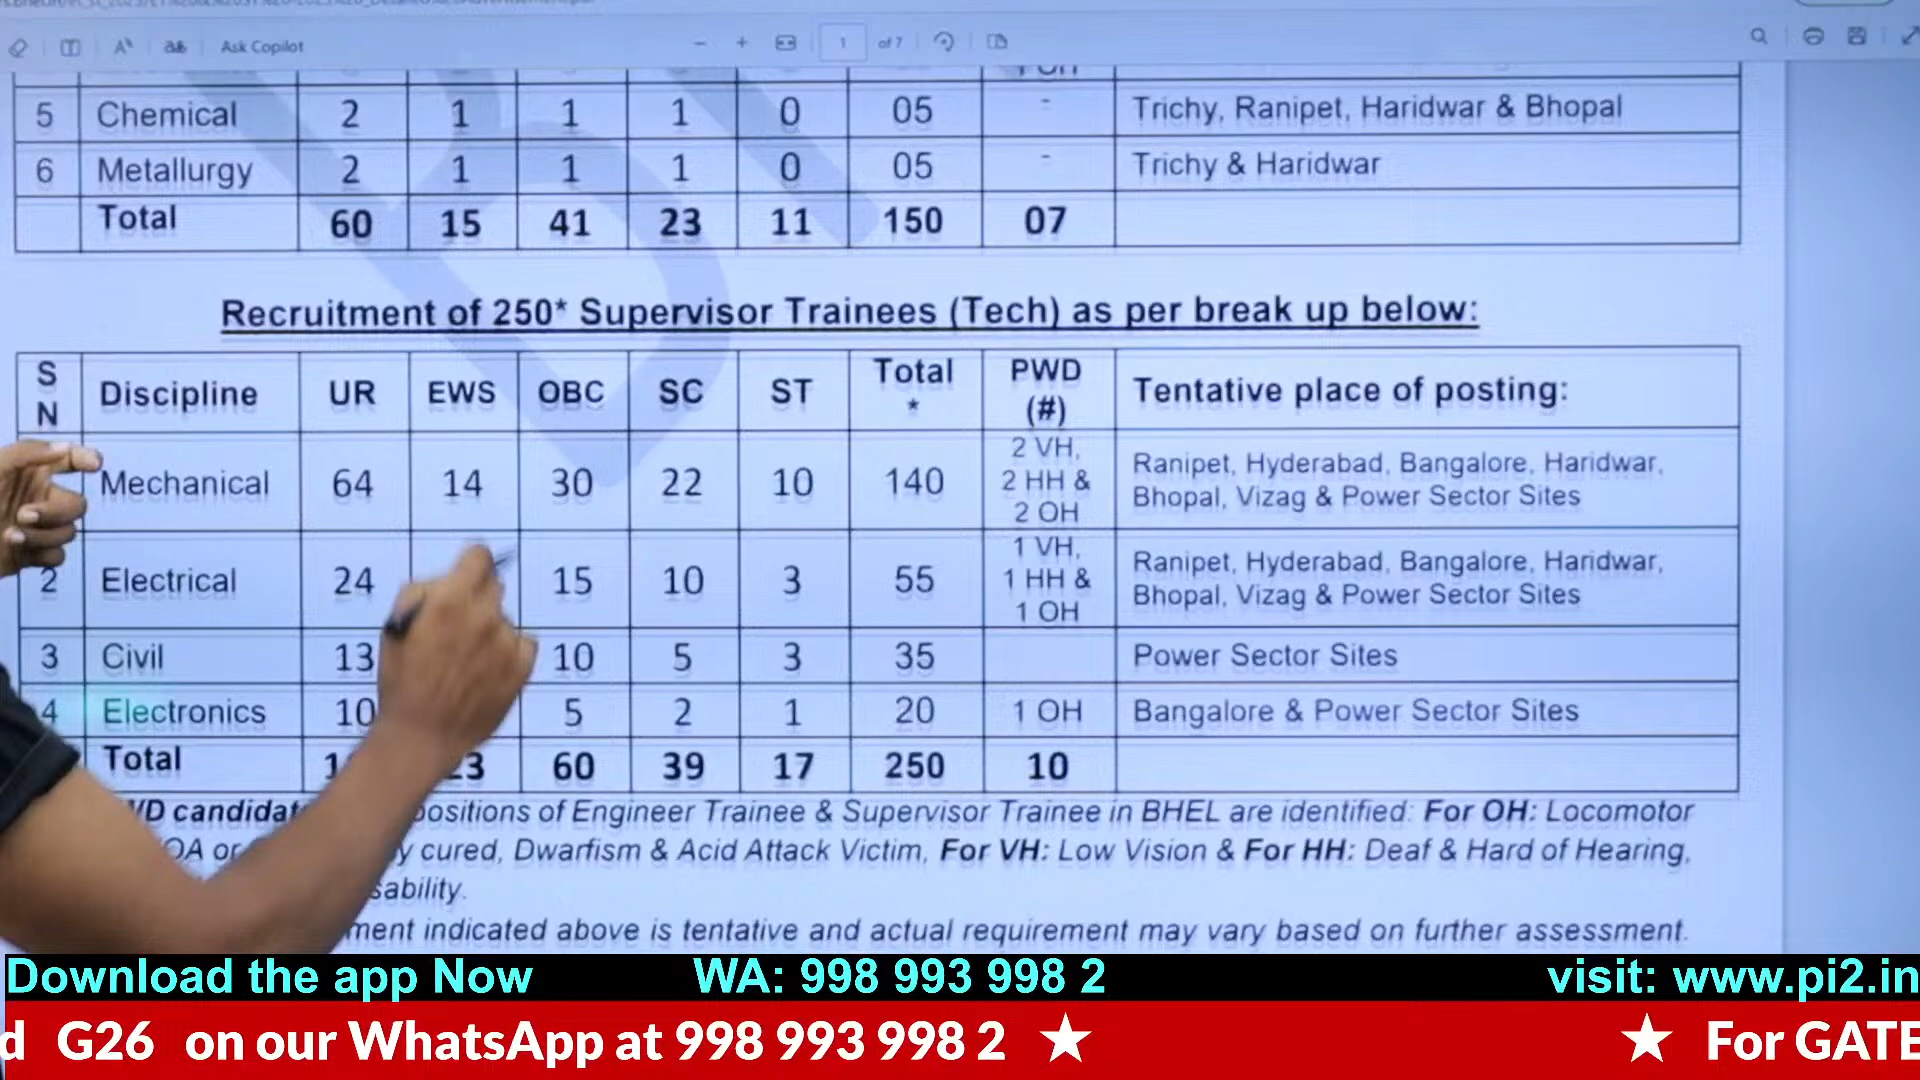 Ask Copilot 1 of 7
5 Chemical 2 1 1 1 0 05 - Trichy, Ranipet, Haridwar & Bhopal
6 Metallurgy 2 1 1 1 0 05 - Trichy & Haridwar
Total 60 15 41 23 11 150 07
Recruitment of 250* Supervisor Trainees (Tech) as per break up below:
S N Discipline UR EWS OBC SC ST Total * PWD (#) Tentative place of posting:
Mechanical 64 14 30 22 10 140 2 VH, 2 HH & 2 OH Ranipet, Hyderabad, Bangalore, Haridwar, Bhopal, Vizag & Power Sector Sites
2 Electrical 24 15 10 3 55 1 VH, 1 HH & 1 OH Ranipet, Hyderabad, Bangalore, Haridwar, Bhopal, Vizag & Power Sector Sites
3 Civil 13 10 5 3 35 Power Sector Sites
4 Electronics 10 5 2 1 20 1 OH Bangalore & Power Sector Sites
Total 60 39 17 250 10
positions of Engineer Trainee & Supervisor Trainee in BHEL are identified: For OH: Locomotor
OA or cured, Dwarfism & Acid Attack Victim, For VH: Low Vision & For HH: Deaf & Hard of Hearing,
indicated above is tentative and actual requirement may vary based on further assessment.
Download the app Now WA: 998 993 998 2 visit: www.pi2.in
d G26 on our WhatsApp at 998 993 998 2 ★ ★ For GATE